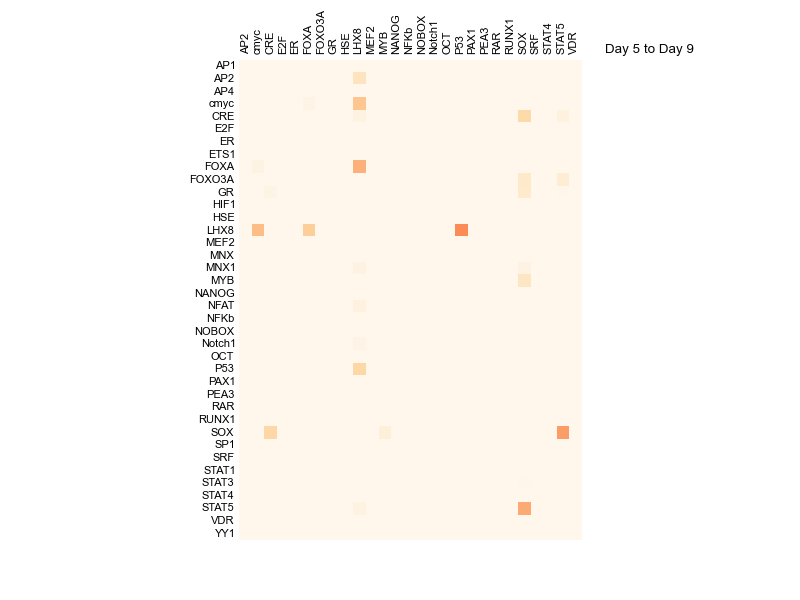 AP2
cmyc
CRE
E2F
ER
FOXA
FOXO3A
GR
HSE
LHX8
MEF2
MYB
NANOG
NFKb
NOBOX
Notch1
OCT
P53
PAX1
PEA3
RAR
RUNX1
SOX
SRF
STAT4
STAT5
VDR
Day 5 to Day 9
AP1
AP2
AP4
cmyc
CRE
E2F
ER
ETS1
FOXA
FOXO3A
GR
HIF1
HSE
LHX8
MEF2
MNX
MNX1
MYB
NANOG
NFAT
NFKb
NOBOX
Notch1
OCT
P53
PAX1
PEA3
RAR
RUNX1
SOX
SP1
SRF
STAT1
STAT3
STAT4
STAT5
VDR
YY1